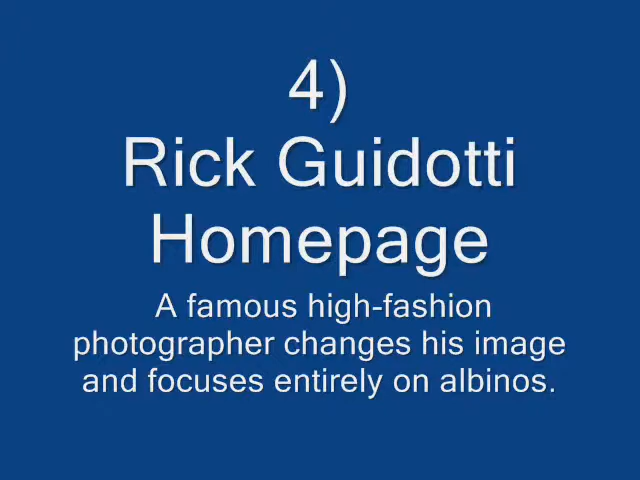 4)
Rick Guidotti
Homepage
A famous high-fashion
photographer changes his image
and focuses entirely on albinos.